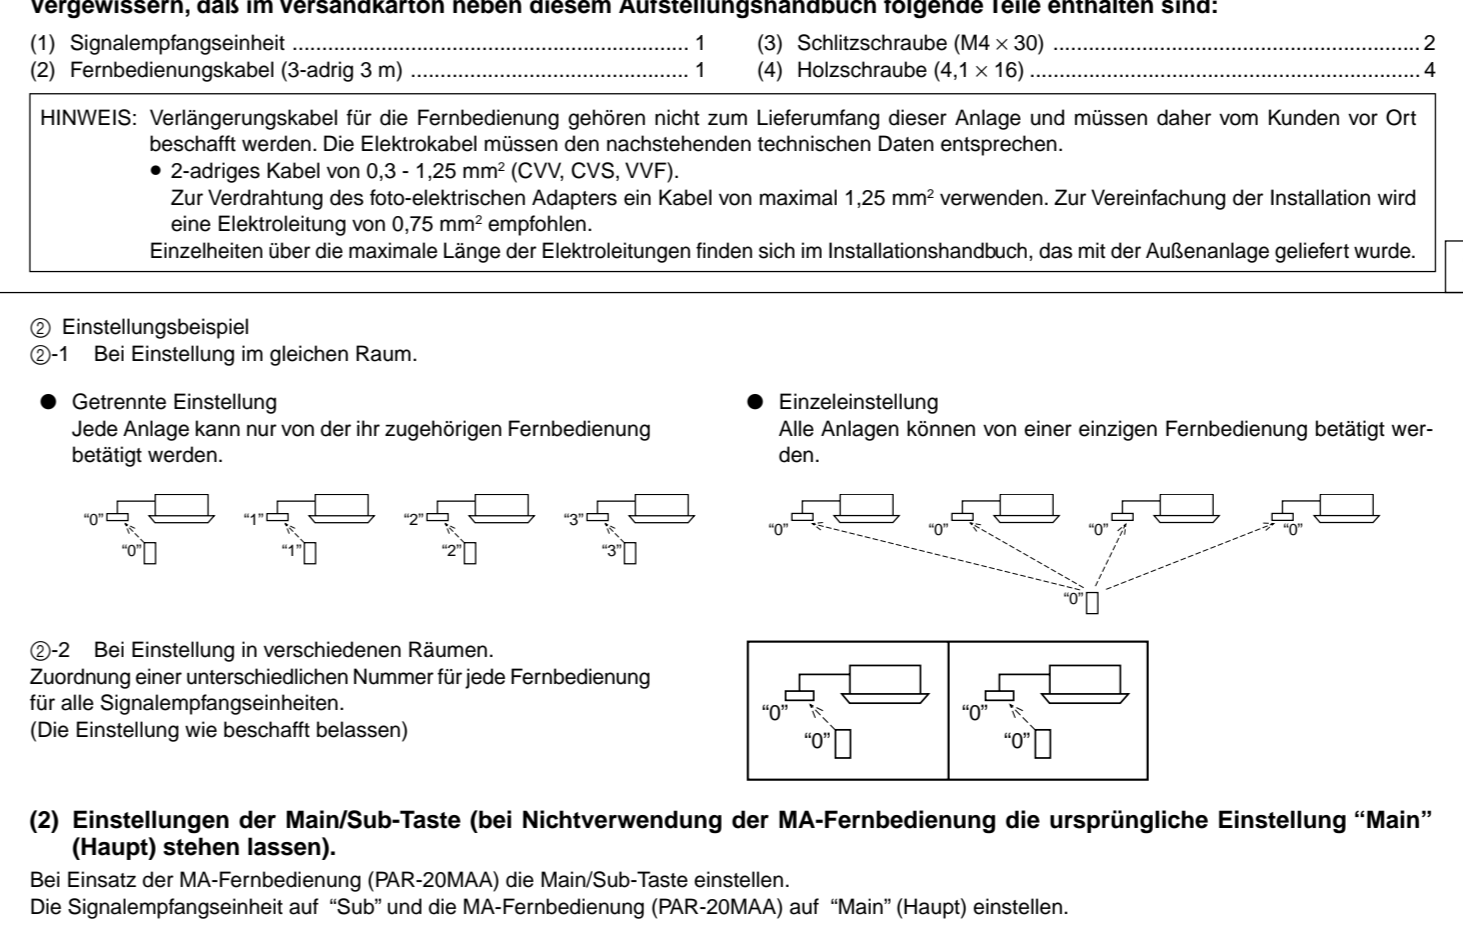 Vergewissern, daß im Versandkarton neben diesem Aufstellungshandbuch folgende Teile enthalten sind:
(1) Signalempfangseinheit .................................................................... 1
(2) Fernbedienungskabel (3-adrig 3 m) ............................................... 1
(3) Schlitzschraube (M4 × 30) .............................................................. 2
(4) Holzschraube (4,1 × 16) .................................................................. 4
HINWEIS: Verlängerungskabel für die Fernbedienung gehören nicht zum Lieferumfang dieser Anlage und müssen daher vom Kunden vor Ort
beschafft werden. Die Elektrokabel müssen den nachstehenden technischen Daten entsprechen.
● 2-adriges Kabel von 0,3 - 1,25 mm² (CVV, CVS, VVF).
Zur Verdrahtung des foto-elektrischen Adapters ein Kabel von maximal 1,25 mm² verwenden. Zur Vereinfachung der Installation wird
eine Elektroleitung von 0,75 mm² empfohlen.
Einzelheiten über die maximale Länge der Elektroleitungen finden sich im Installationshandbuch, das mit der Außenanlage geliefert wurde.
② Einstellungsbeispiel
②-1 Bei Einstellung im gleichen Raum.
● Getrennte Einstellung
Jede Anlage kann nur von der ihr zugehörigen Fernbedienung
betätigt werden.
“0” “1” “2” “3”
“0” “1” “2” “3”
● Einzeleinstellung
Alle Anlagen können von einer einzigen Fernbedienung betätigt wer-
den.
“0” “0” “0” “0”
“0”
②-2 Bei Einstellung in verschiedenen Räumen.
Zuordnung einer unterschiedlichen Nummer für jede Fernbedienung
für alle Signalempfangseinheiten.
(Die Einstellung wie beschafft belassen)
“0” “0”
“0” “0”
(2) Einstellungen der Main/Sub-Taste (bei Nichtverwendung der MA-Fernbedienung die ursprüngliche Einstellung “Main”
(Haupt) stehen lassen).
Bei Einsatz der MA-Fernbedienung (PAR-20MAA) die Main/Sub-Taste einstellen.
Die Signalempfangseinheit auf “Sub” und die MA-Fernbedienung (PAR-20MAA) auf “Main” (Haupt) einstellen.